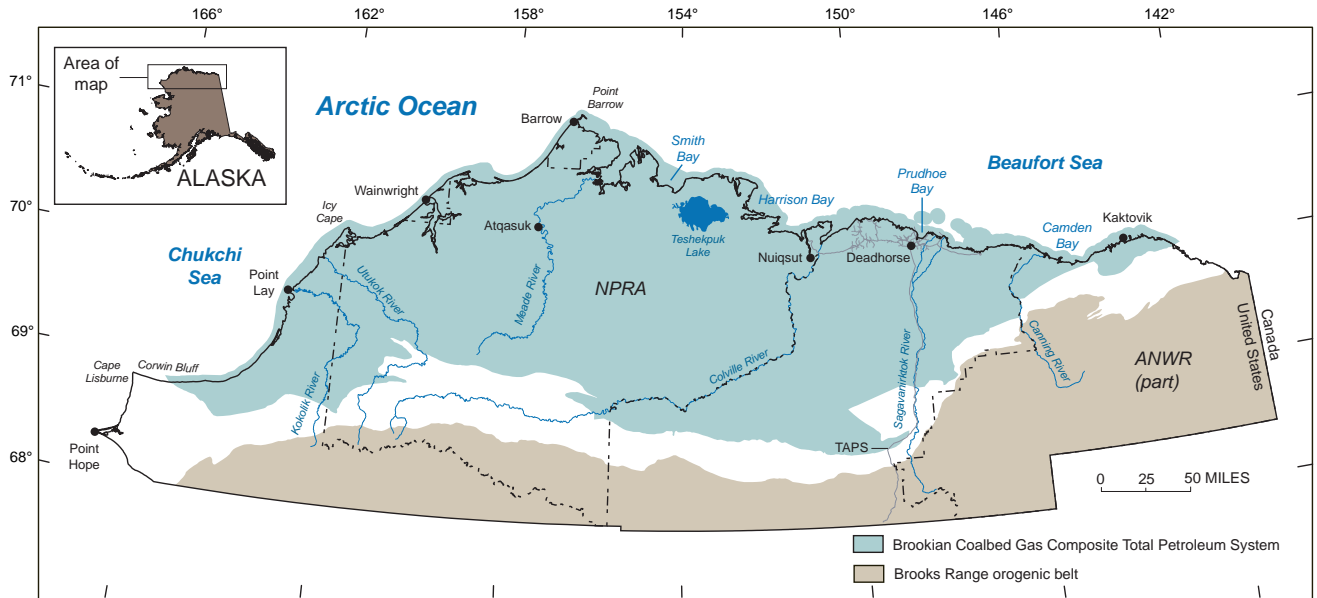 166°
162°
158°
154°
150°
146°
142°
71°
70°
69°
68°
Area of
map
ALASKA
Arctic Ocean
Point
Barrow
Barrow
Smith
Bay
Beaufort Sea
Prudhoe
Bay
Wainwright
Icy
Cape
Harrison Bay
Kaktovik
Camden
Bay
Atqasuk
Teshekpuk
Lake
Nuiqsut
Deadhorse
Chukchi
Sea
Point
Lay
Utukok River
Meade River
NPRA
Canada
United States
Cape
Lisburne
Corwin Bluff
Kokolik River
Colville River
Sagavanirktok River
Canning River
ANWR
(part)
Point
Hope
TAPS
0 25 50 MILES
Brookian Coalbed Gas Composite Total Petroleum System
Brooks Range orogenic belt